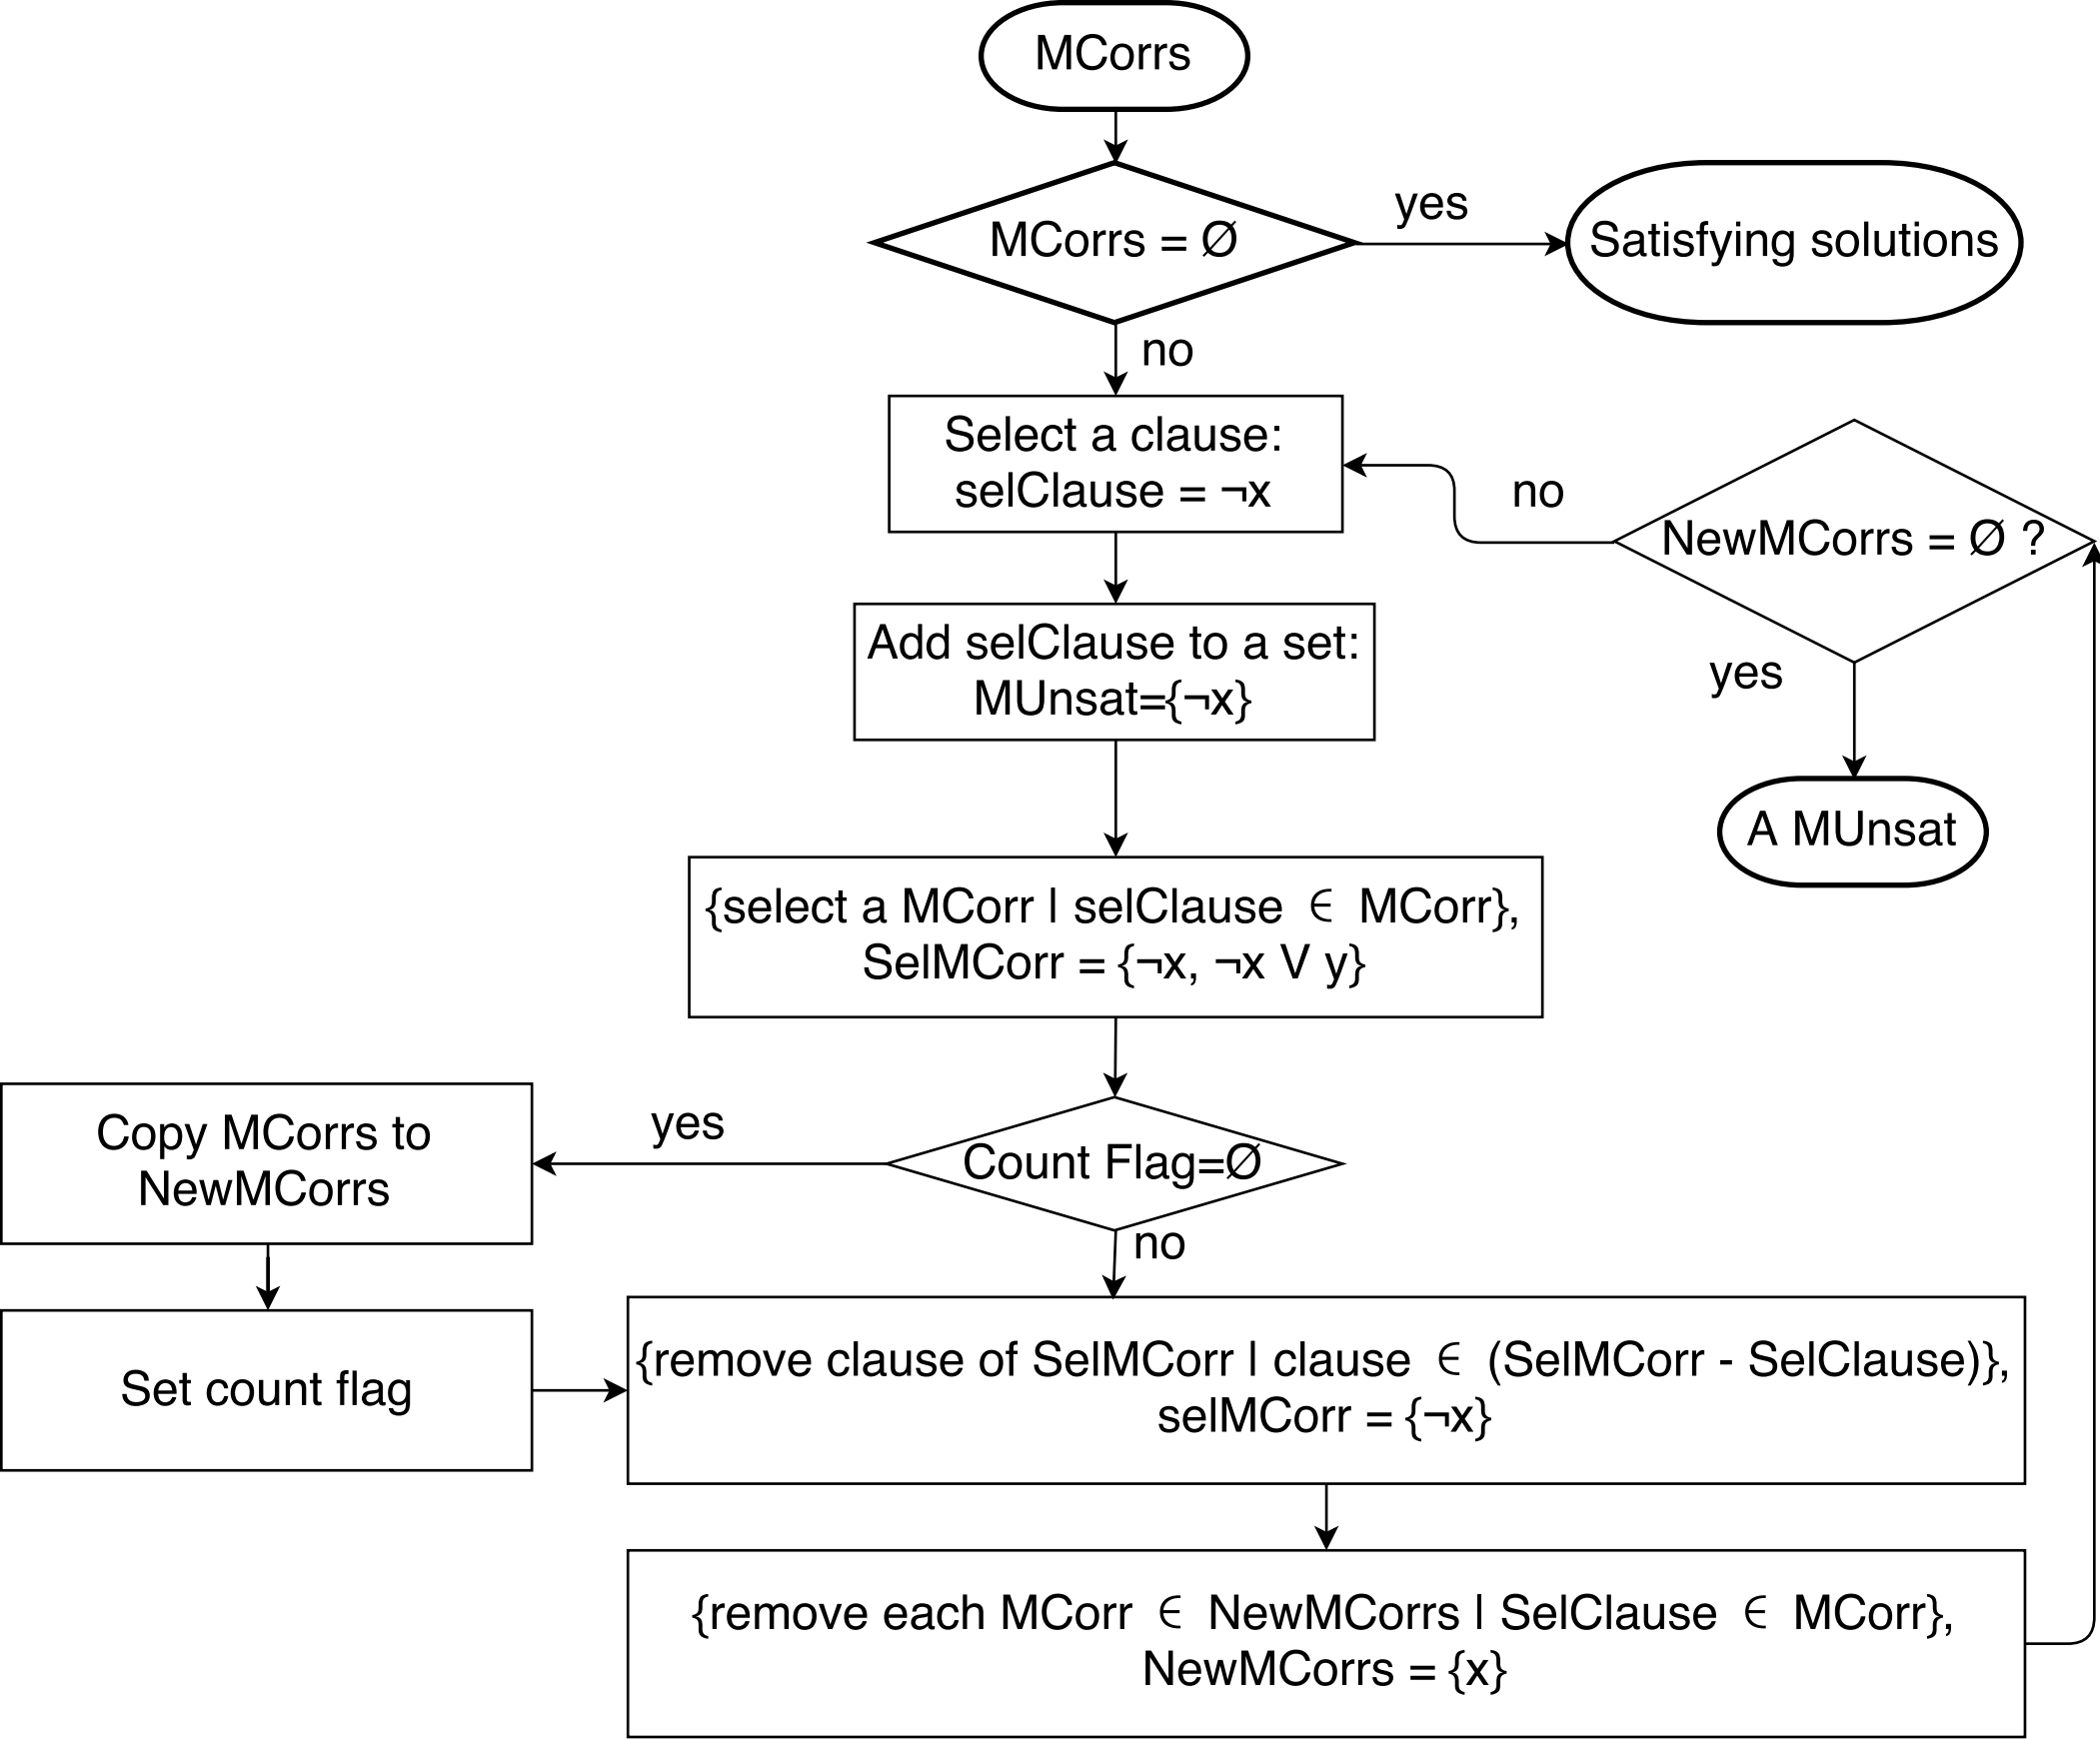 MCorrs
MCorrs = Ø
yes
Satisfying solutions
no
Select a clause:
selClause = ¬x
no
NewMCorrs = Ø ?
Add selClause to a set:
MUnsat={¬x}
yes
A MUnsat
{select a MCorr | selClause ∈ MCorr},
SelMCorr = {¬x, ¬x V y}
Count Flag=Ø
yes
Copy MCorrs to
NewMCorrs
no
Set count flag
{remove clause of SelMCorr | clause ∈ (SelMCorr - SelClause)},
selMCorr = {¬x}
{remove each MCorr ∈ NewMCorrs | SelClause ∈ MCorr},
NewMCorrs = {x}